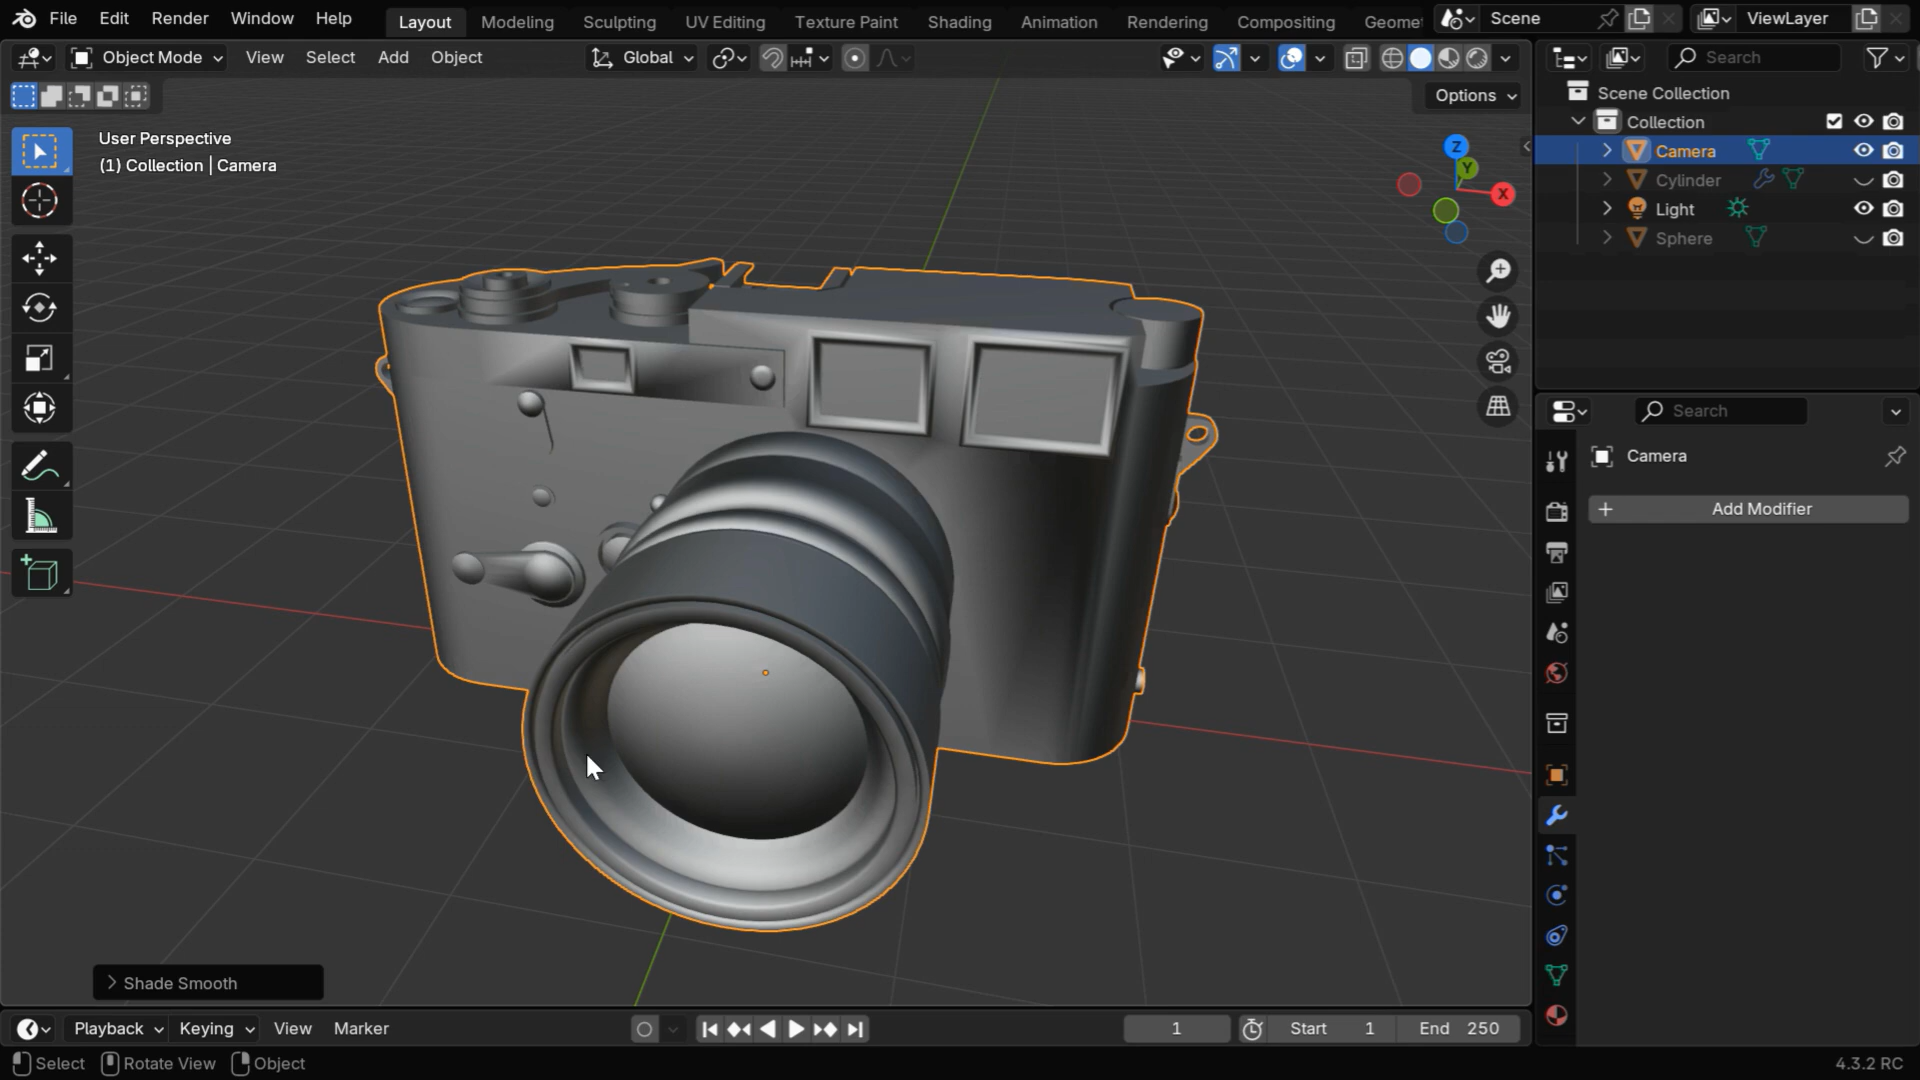 File Edit Render Window Help Layout Modeling Sculpting UV Editing Texture Paint Shading Animation Rendering Compositing Geomet Scene ViewLayer
Object Mode View Select Add Object Global Search
Options
Scene Collection
Collection
Camera
Cylinder
Light
Sphere
User Perspective
(1) Collection | Camera
Z
Y
X
Search
Camera
+ Add Modifier
Shade Smooth
Playback Keying View Marker 1 Start 1 End 250
Select Rotate View Object 4.3.2 RC